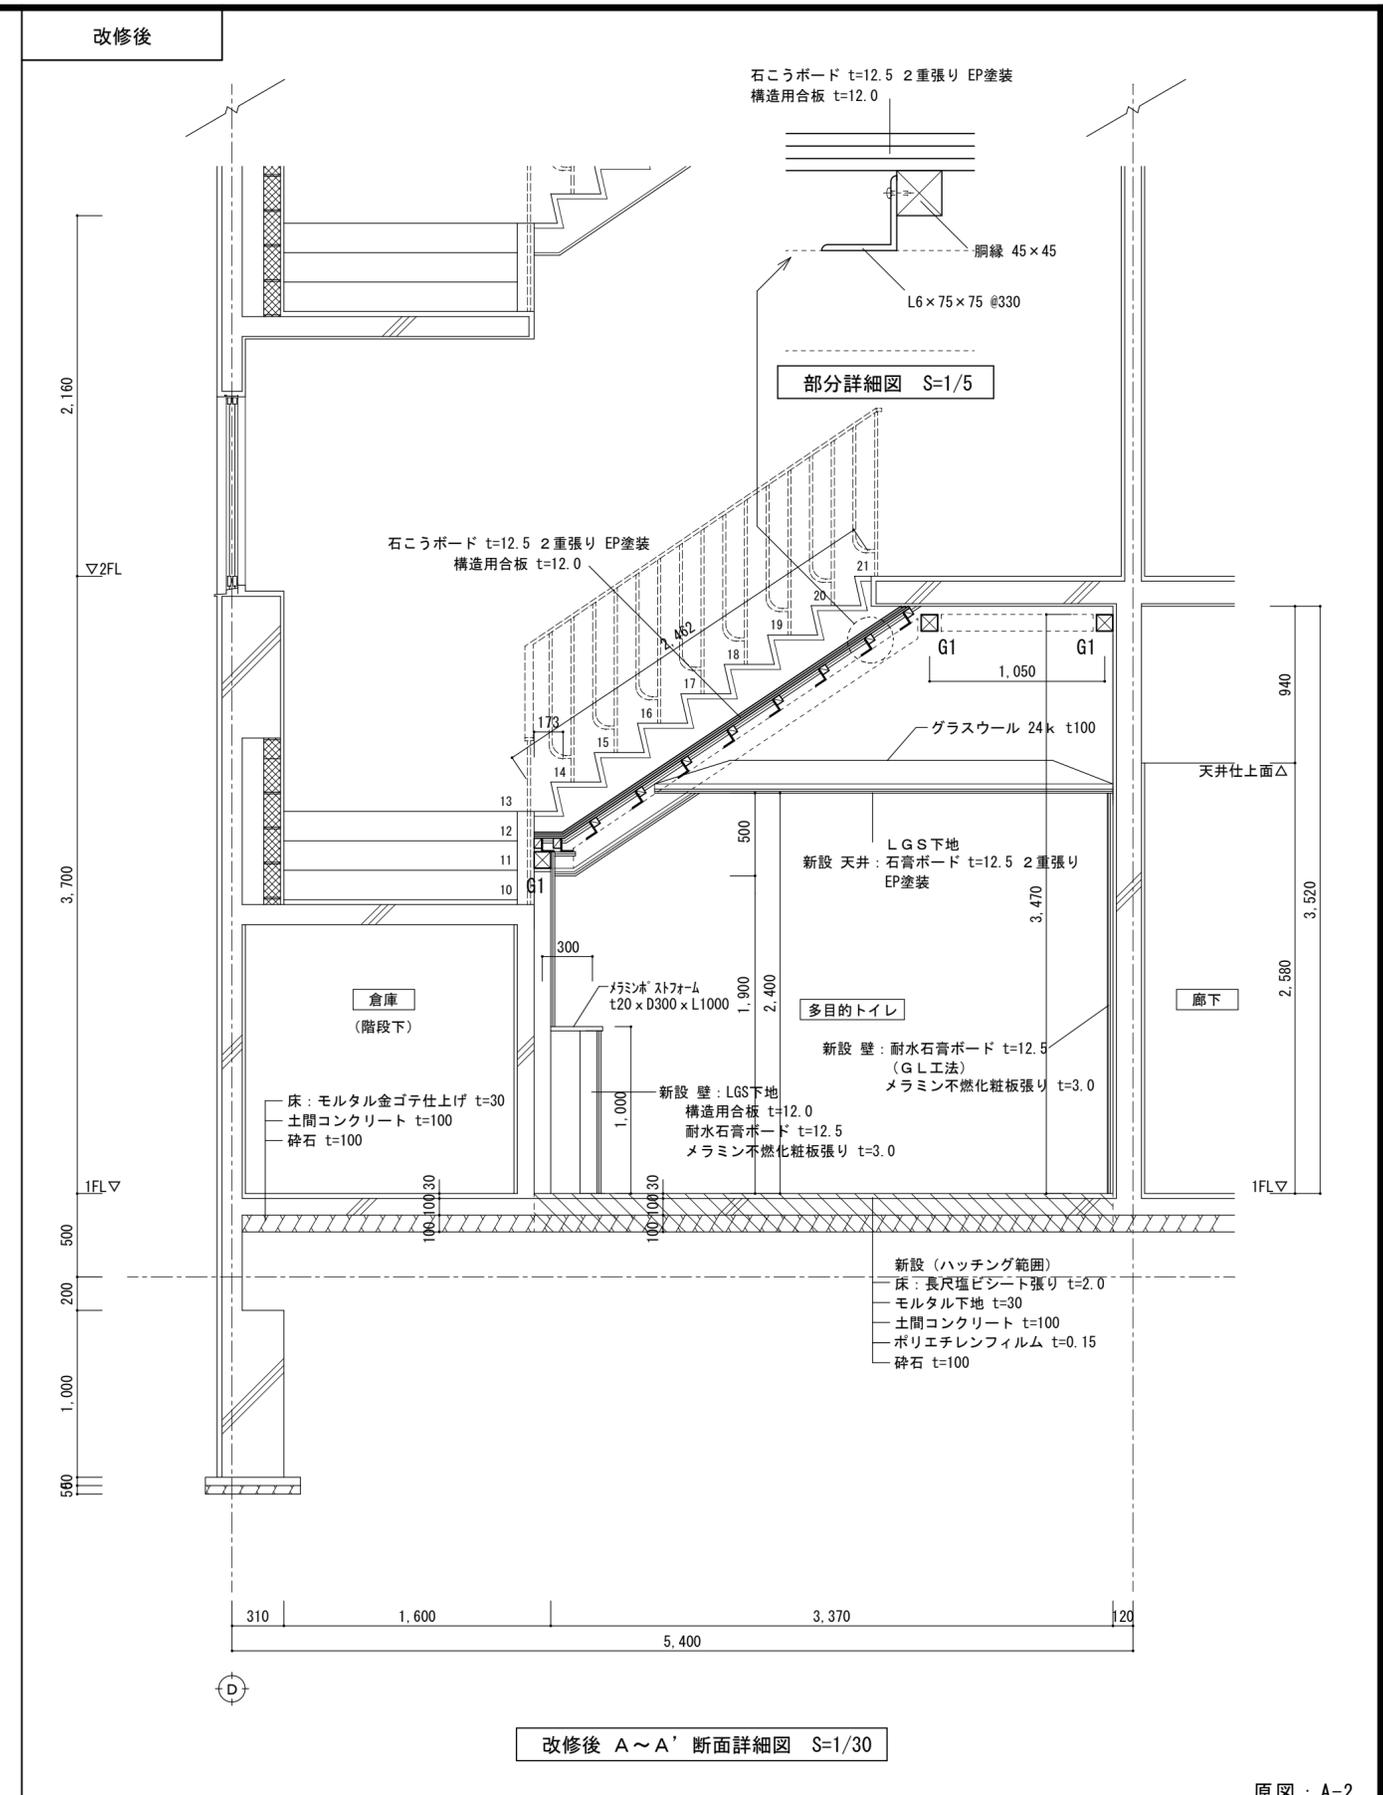 改修後
石こうボード t=12.5 ２重張り EP塗装
構造用合板 t=12.0
胴縁 45×45
L6×75×75 @330
部分詳細図 S=1/5
2,160
▽2FL
石こうボード t=12.5 ２重張り EP塗装
構造用合板 t=12.0
2,462
173
21
20
19
18
17
16
15
14
13
12
11
10
G1
G1
G1
1,050
940
グラスウール 24k t100
天井仕上面△
3,700
500
ＬＧＳ下地
新設 天井：石膏ボード t=12.5 ２重張り
EP塗装
3,470
3,520
300
メラミンポストフォーム
t20×D300×L1000
1,900
2,400
2,580
倉庫
（階段下）
多目的トイレ
廊下
新設 壁：耐水石膏ボード t=12.5
（ＧＬ工法）
メラミン不燃化粧板張り t=3.0
床：モルタル金ゴテ仕上げ t=30
土間コンクリート t=100
砕石 t=100
新設 壁：LGS下地
構造用合板 t=12.0
耐水石膏ボード t=12.5
メラミン不燃化粧板張り t=3.0
1,000
1FL▽
1FL▽
100 100 30
100 100 30
500
200
1,000
新設（ハッチング範囲）
床：長尺塩ビシート張り t=2.0
モルタル下地 t=30
土間コンクリート t=100
ポリエチレンフィルム t=0.15
砕石 t=100
310
1,600
3,370
120
5,400
D
改修後 Ａ～Ａ’ 断面詳細図 S=1/30
原図：A-2